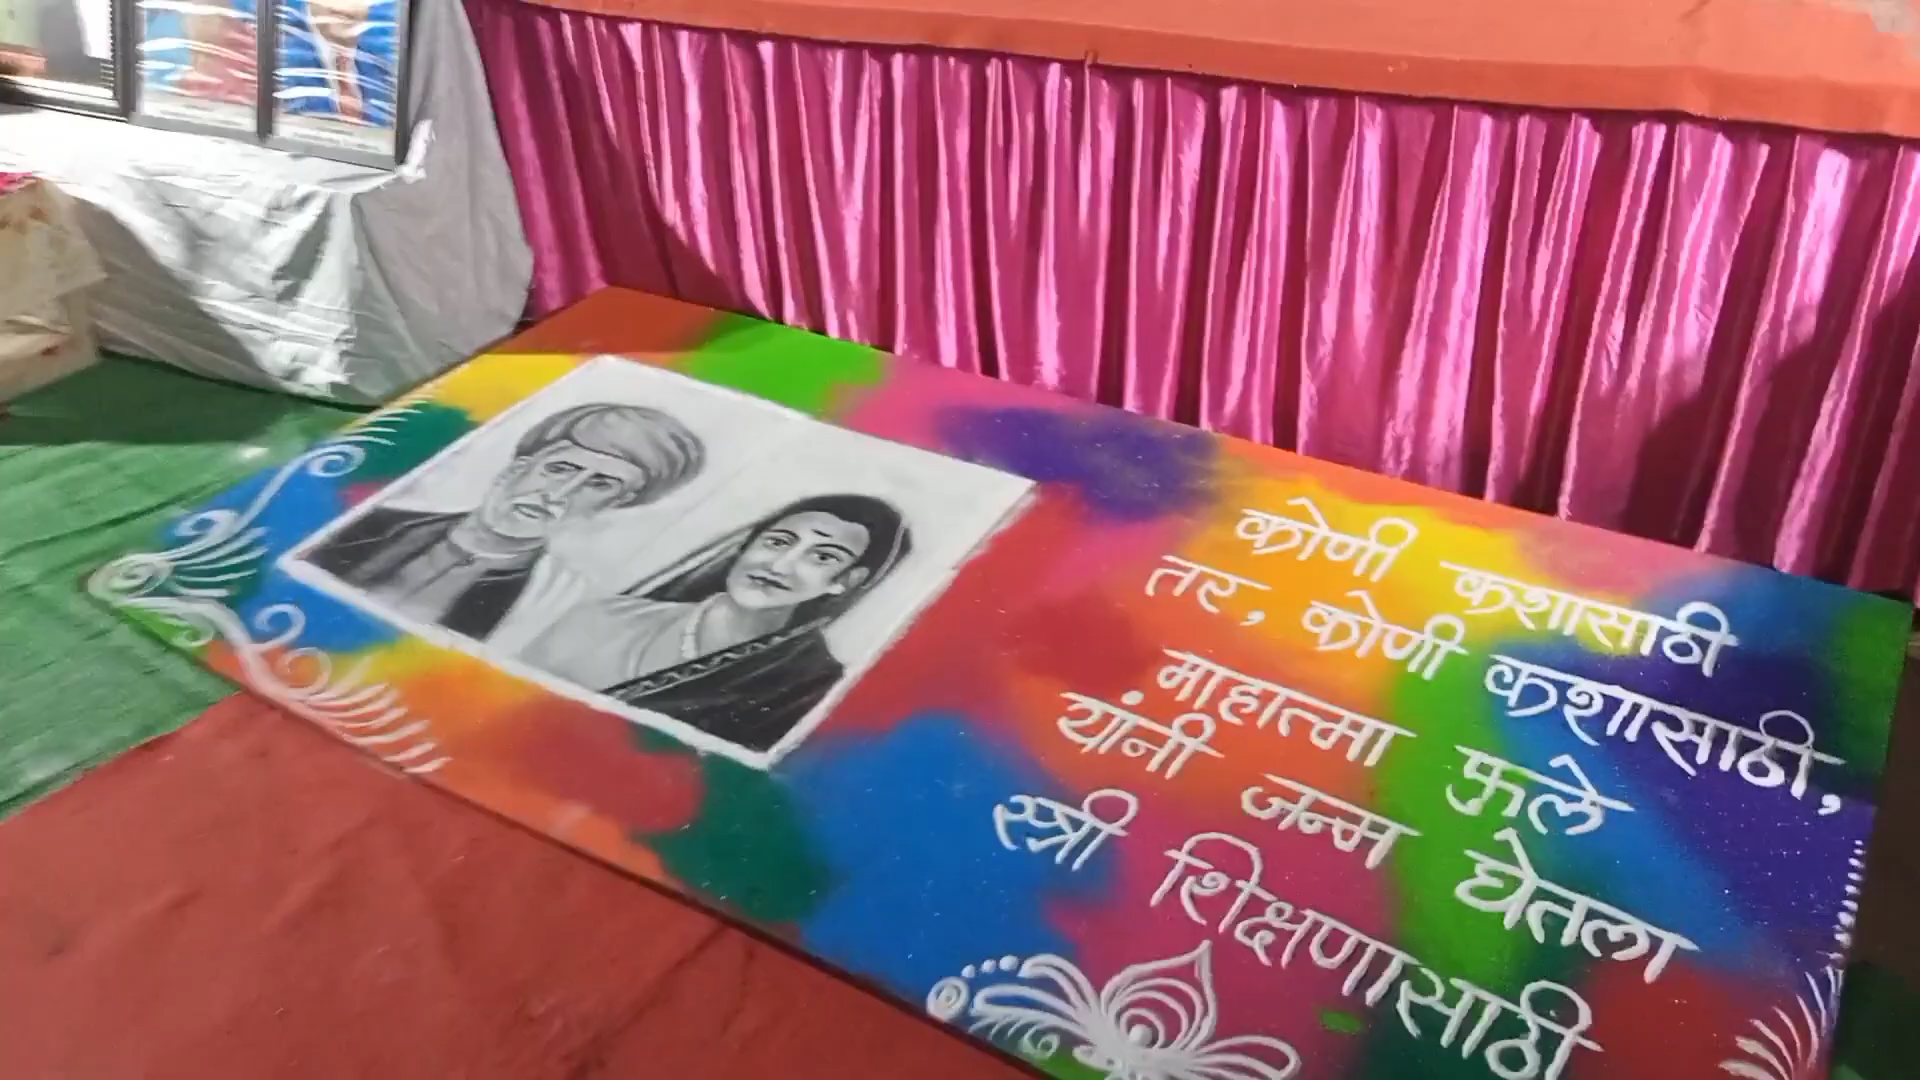 कोणी कशासाठी
तर, कोणी कशासाठी,
माहात्मा फुले
यांनी जन्म घेतला
स्त्री शिक्षणासाठी